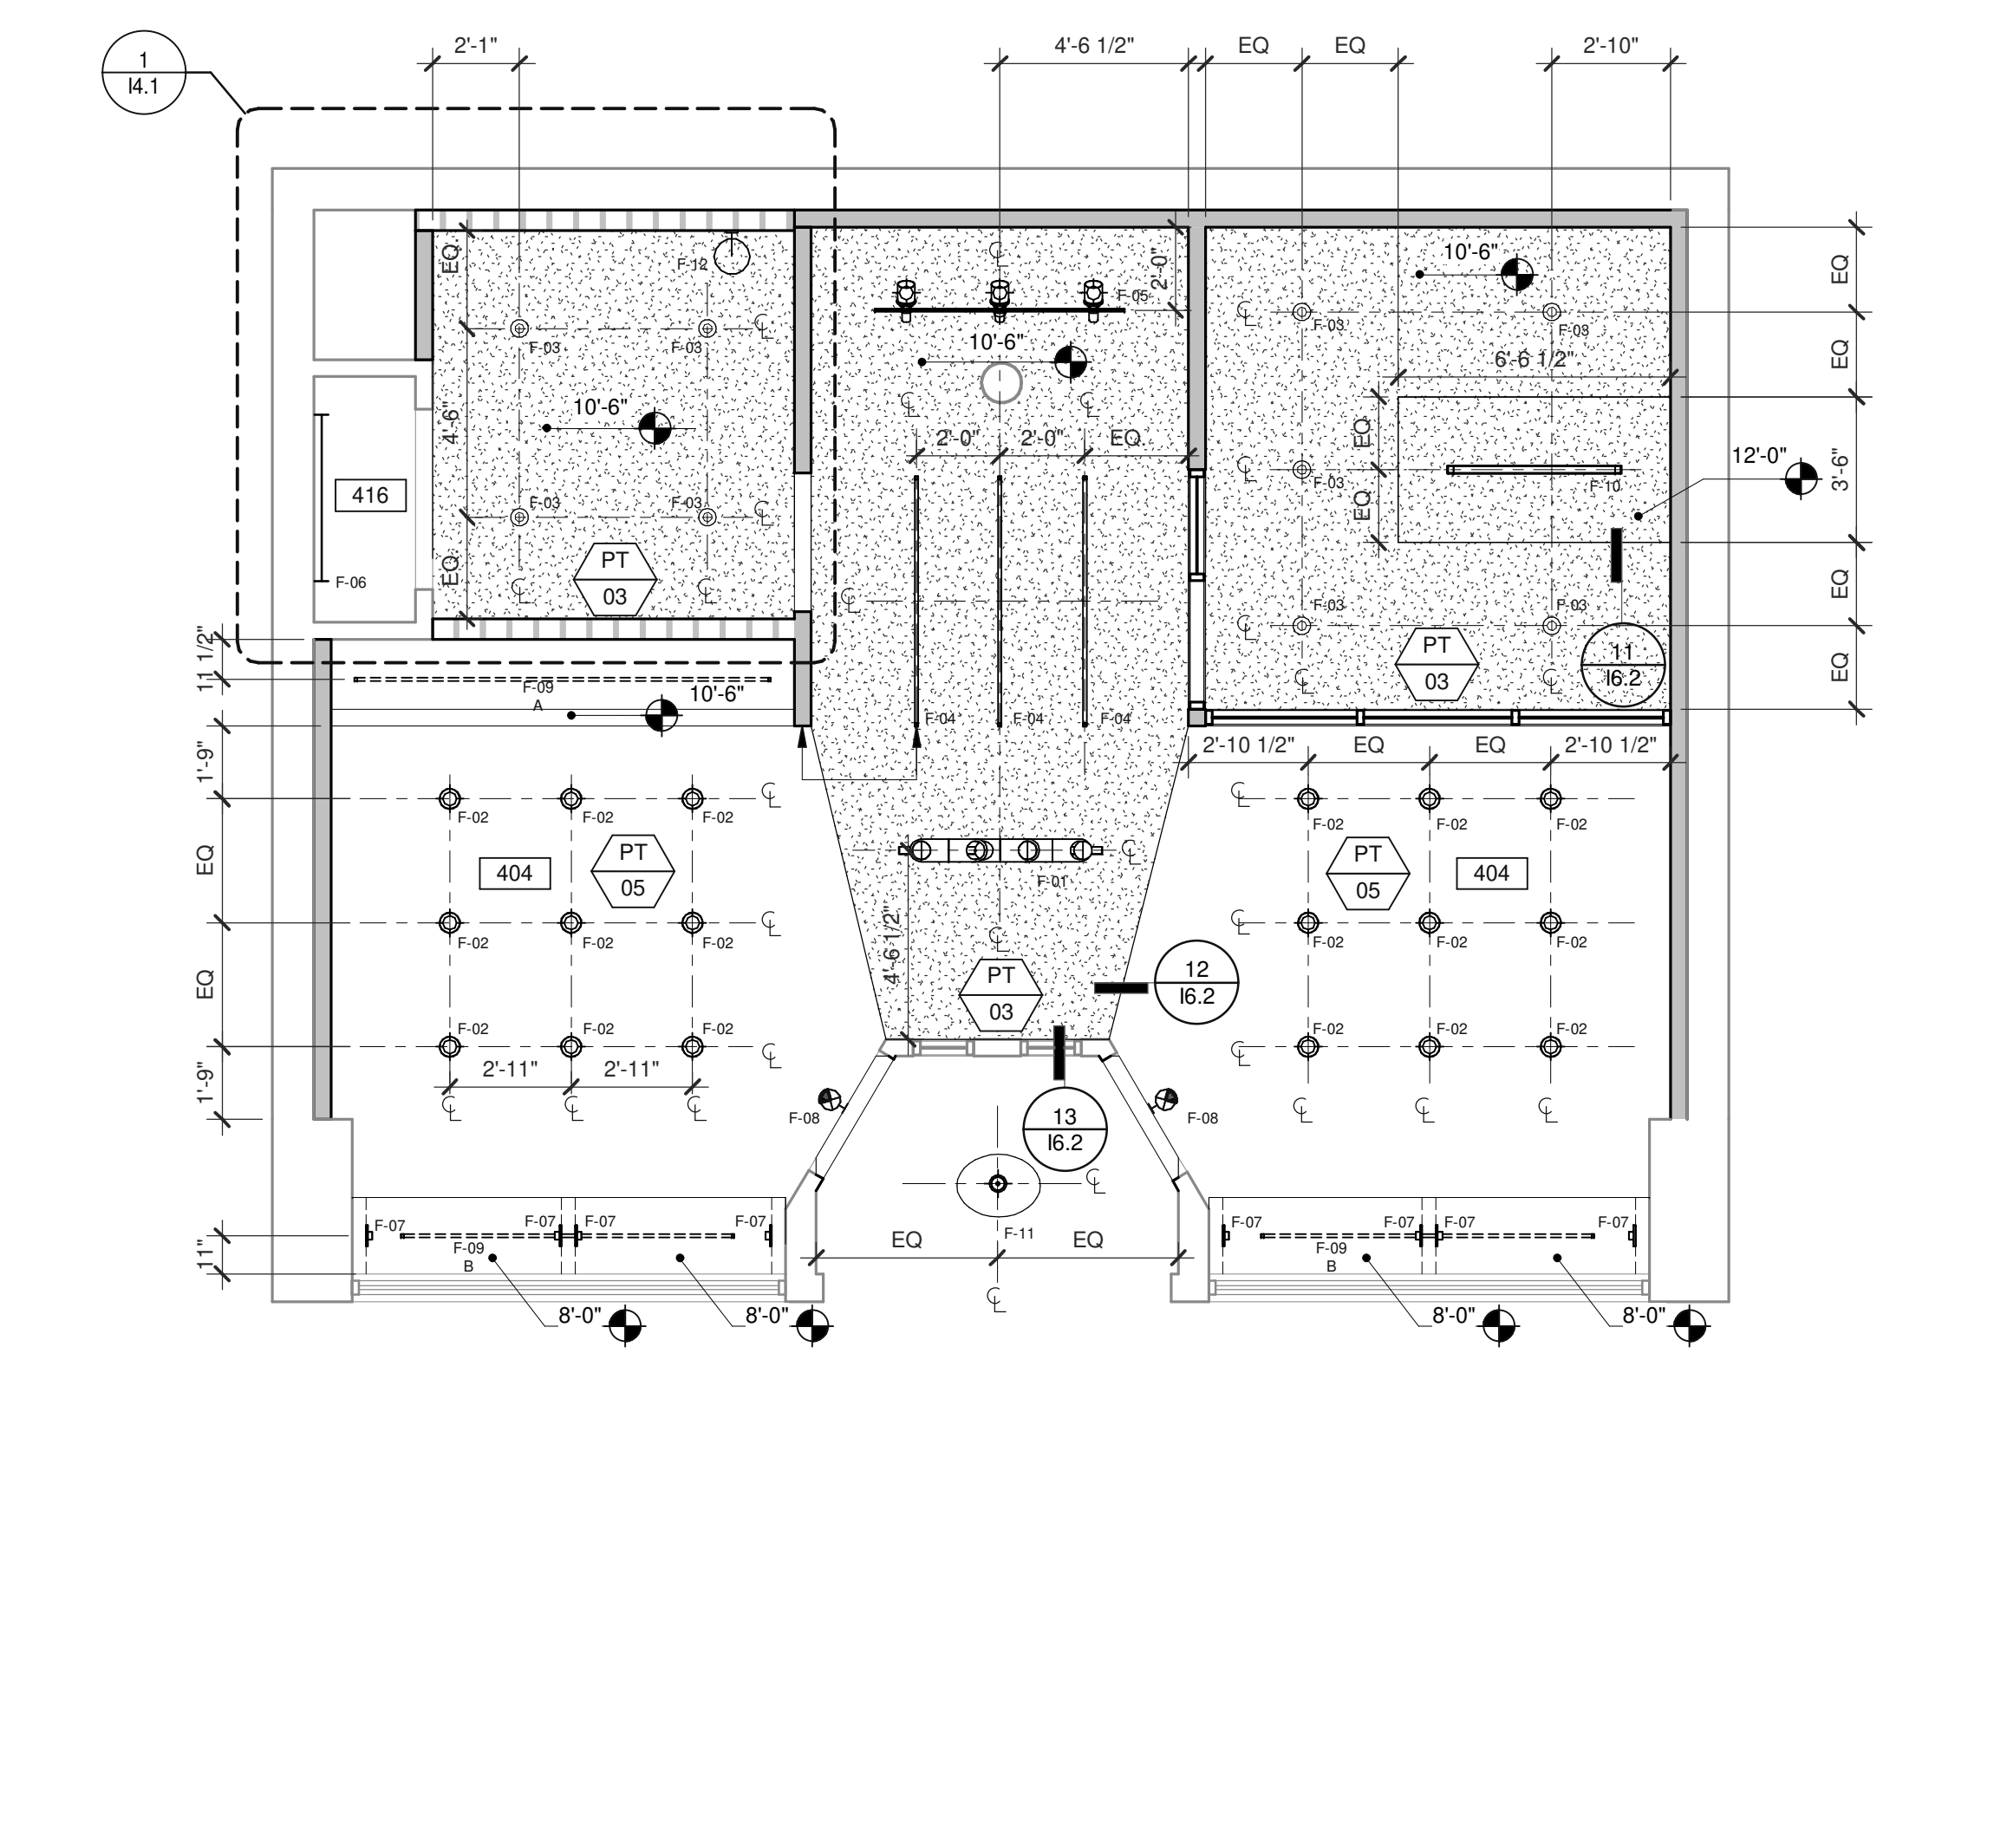 2'-1" 4'-6 1/2" EQ EQ 2'-10"
1
I4.1
EQ F-12 F-05 2'-0" 10'-6" EQ
10'-6"
F-03 F-03 F-03 F-03
6'-6 1/2" EQ
4'-6" 10'-6"
2'-0" 2'-0" EQ EQ
12'-0" 3'-6"
416 F-03 F-10
F-03 F-03 EQ
PT
03
EQ F-06 EQ
F-03 F-03
PT
03
11
I6.2
EQ
11 1/2" F-09
A
10'-6"
F-04 F-04 F-04
1'-9" 2'-10 1/2" EQ EQ 2'-10 1/2"
F-02 F-02 F-02 F-02 F-02 F-02
EQ 404
PT
05
F-01
PT
05
404
4'-6 1/2"
F-02 F-02 F-02 F-02 F-02 F-02
EQ
PT
03
12
I6.2
F-02 F-02 F-02 F-02 F-02 F-02
1'-9" 2'-11" 2'-11"
F-08 F-08
13
I6.2
F-07 F-07 F-07 F-07 F-07 F-07 F-07 F-07
11" F-09
B
F-11
EQ EQ
F-09
B
8'-0" 8'-0" 8'-0" 8'-0"